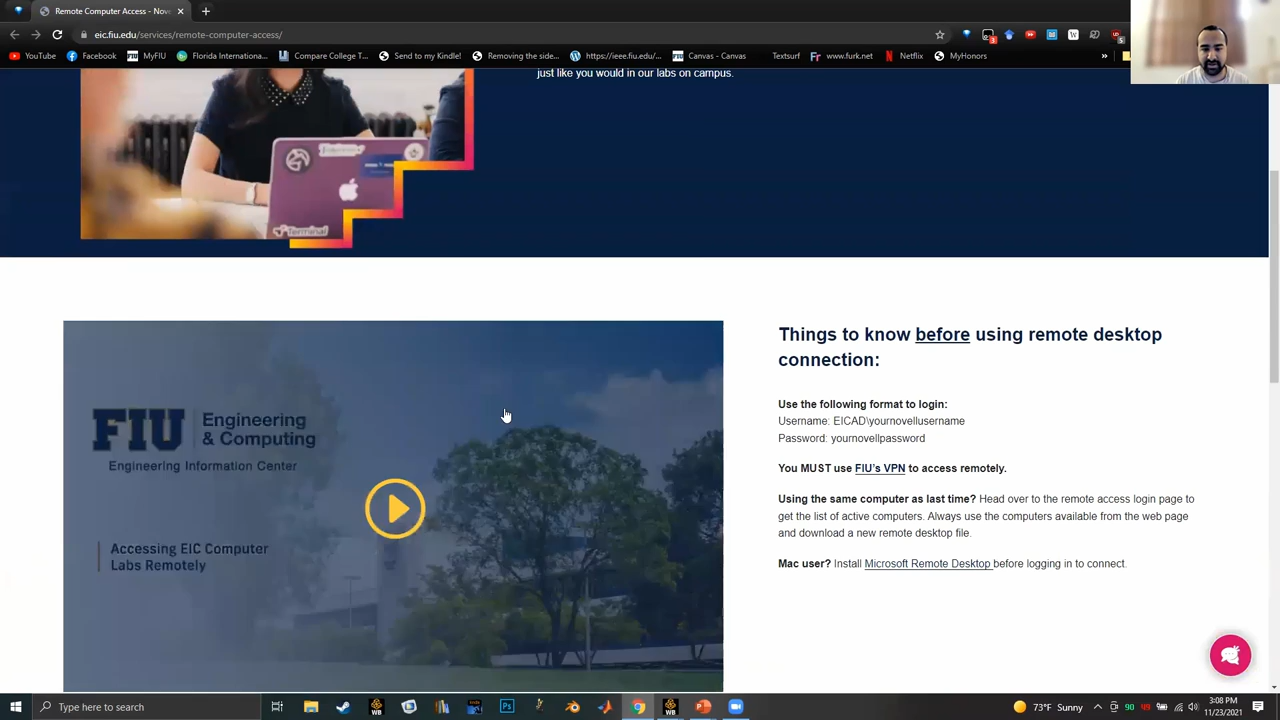 Remote Computer Access - Nov
eic.fiu.edu/services/remote-computer-access/
YouTube
Facebook
MyFIU
Florida Internationa...
Compare College T...
Send to my Kindle!
Removing the side...
https://ieee.fiu.edu/...
Canvas - Canvas
Textsurf
www.furk.net
Netflix
MyHonors
just like you would in our labs on campus.
Terminal
FIU Engineering
& Computing
Engineering Information Center
Accessing EIC Computer
Labs Remotely
Things to know before using remote desktop
connection:
Use the following format to login:
Username: EICAD\yournovellusername
Password: yournovellpassword
You MUST use FIU's VPN to access remotely.
Using the same computer as last time? Head over to the remote access login page to
get the list of active computers. Always use the computers available from the web page
and download a new remote desktop file.
Mac user? Install Microsoft Remote Desktop before logging in to connect.
Type here to search
73°F Sunny
90
3:08 PM
11/23/2021